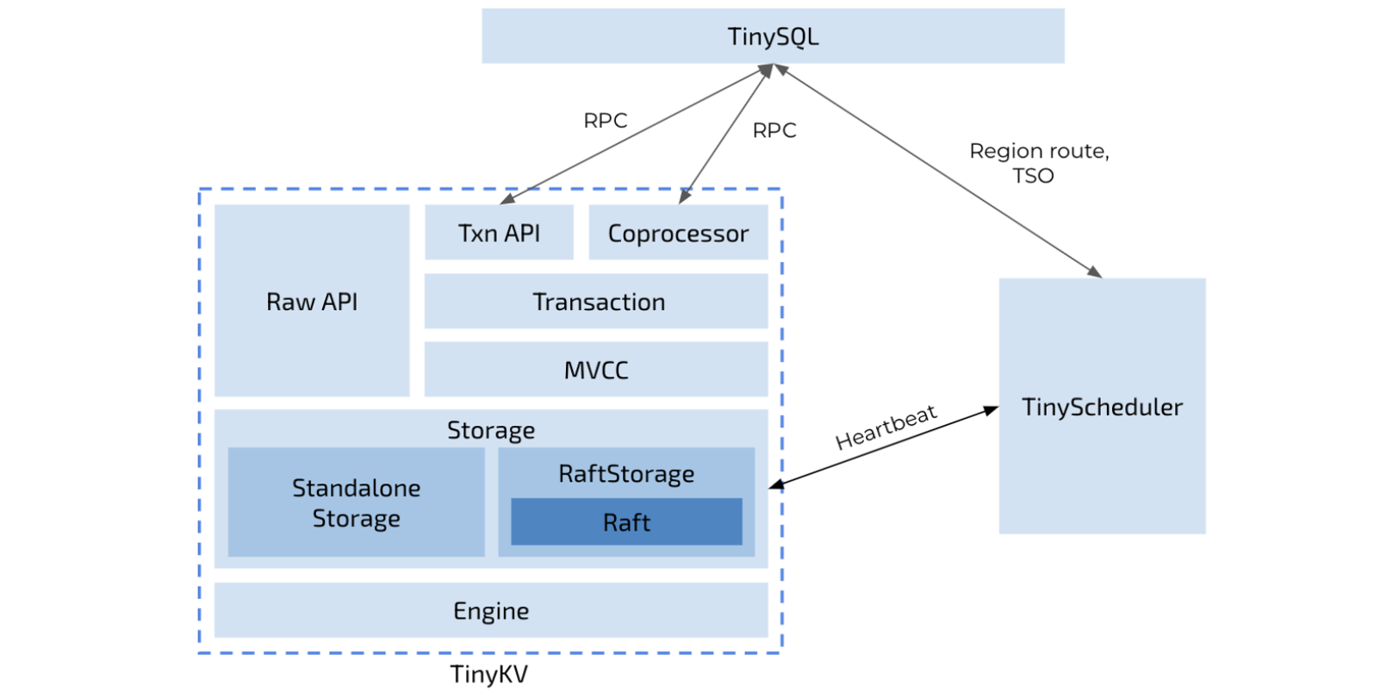 TinySQL
RPC
RPC
Region route,
TSO
Txn API
Coprocessor
Raw API
Transaction
MVCC
TinyScheduler
Heartbeat
Storage
Standalone
Storage
RaftStorage
Raft
Engine
TinyKV